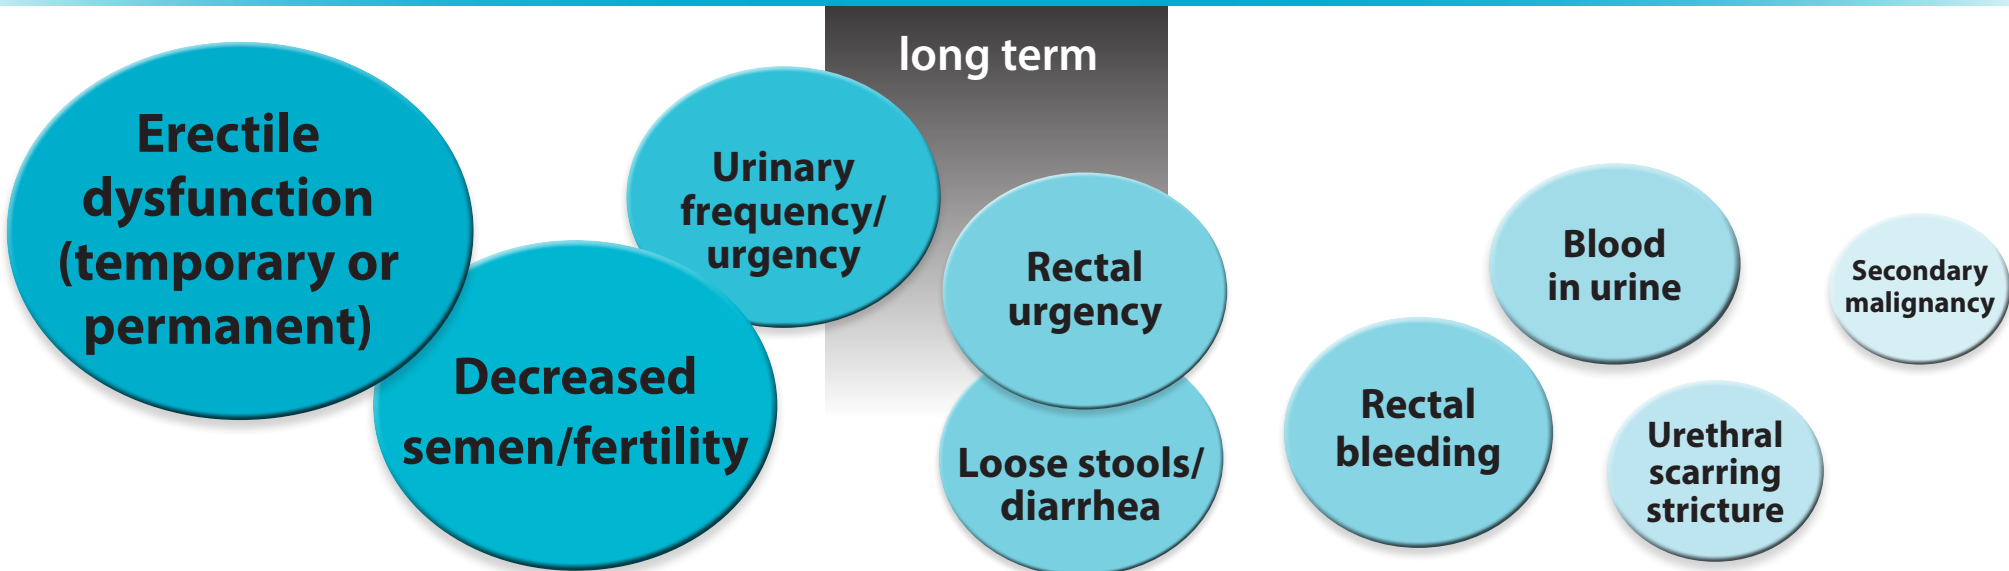 long term
Erectile
dysfunction
(temporary or
permanent)
Decreased
semen/fertility
Urinary
frequency/
urgency
Rectal
urgency
Loose stools/
diarrhea
Rectal
bleeding
Blood
in urine
Urethral
scarring
stricture
Secondary
malignancy